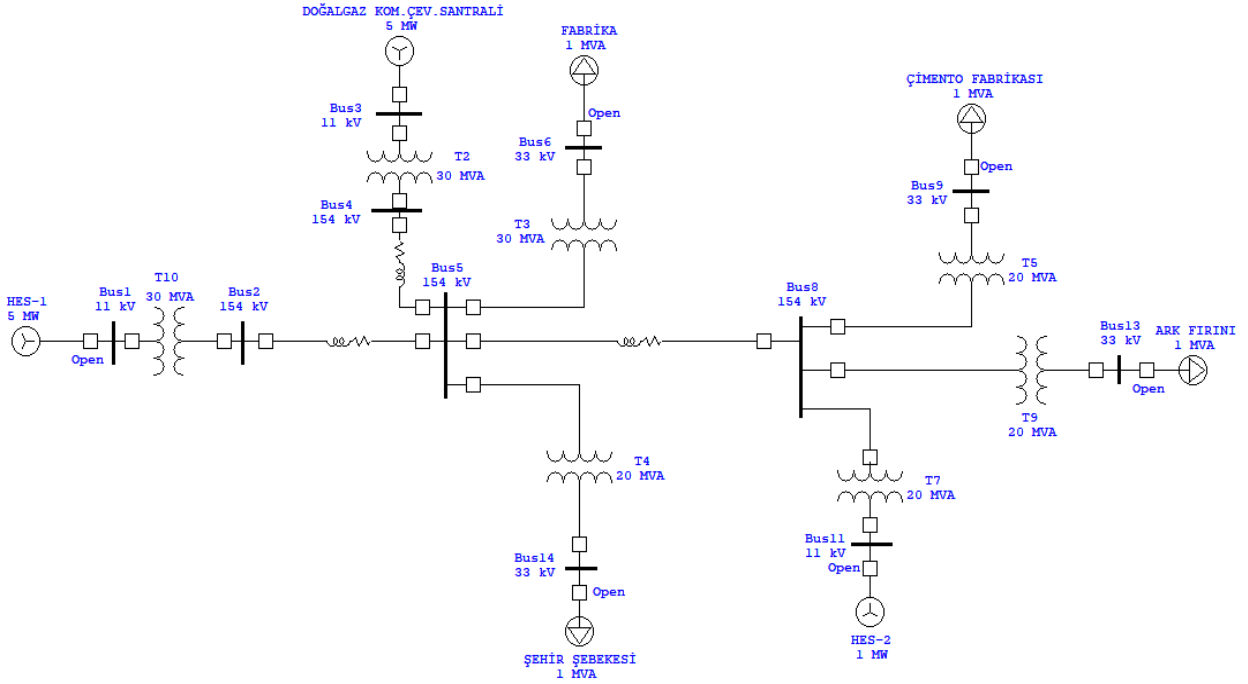 DOĞALGAZ KOM.ÇEV.SANTRALİ
5 MW
Bus3
11 kV
T2
30 MVA
Bus4
154 kV
FABRİKA
1 MVA
Open
Bus6
33 kV
T3
30 MVA
ÇİMENTO FABRİKASI
1 MVA
Open
Bus9
33 kV
T5
20 MVA
HES-1
5 MW
Open
Bus1
11 kV
T10
30 MVA
Bus2
154 kV
Bus5
154 kV
Bus8
154 kV
Bus13
33 kV
Open
ARK FIRINI
1 MVA
T9
20 MVA
T4
20 MVA
Bus14
33 kV
Open
ŞEHİR ŞEBEKESİ
1 MVA
T7
20 MVA
Bus11
11 kV
Open
HES-2
1 MW